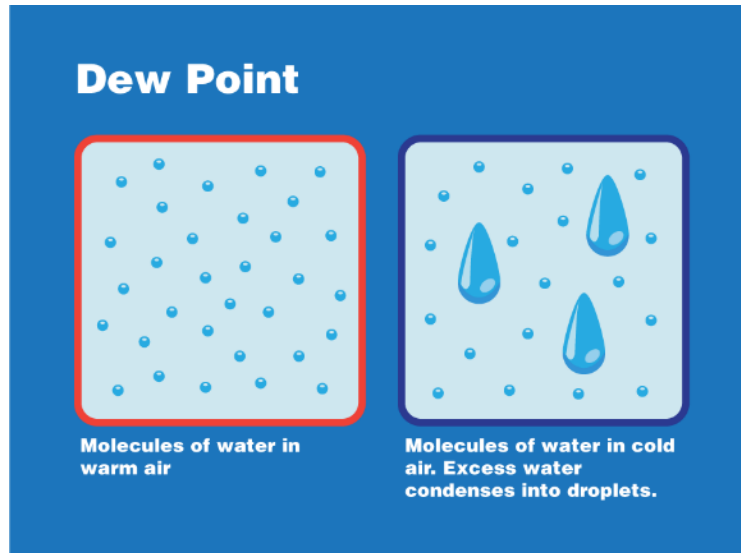 Dew Point
Molecules of water in
warm air
Molecules of water in cold
air. Excess water
condenses into droplets.